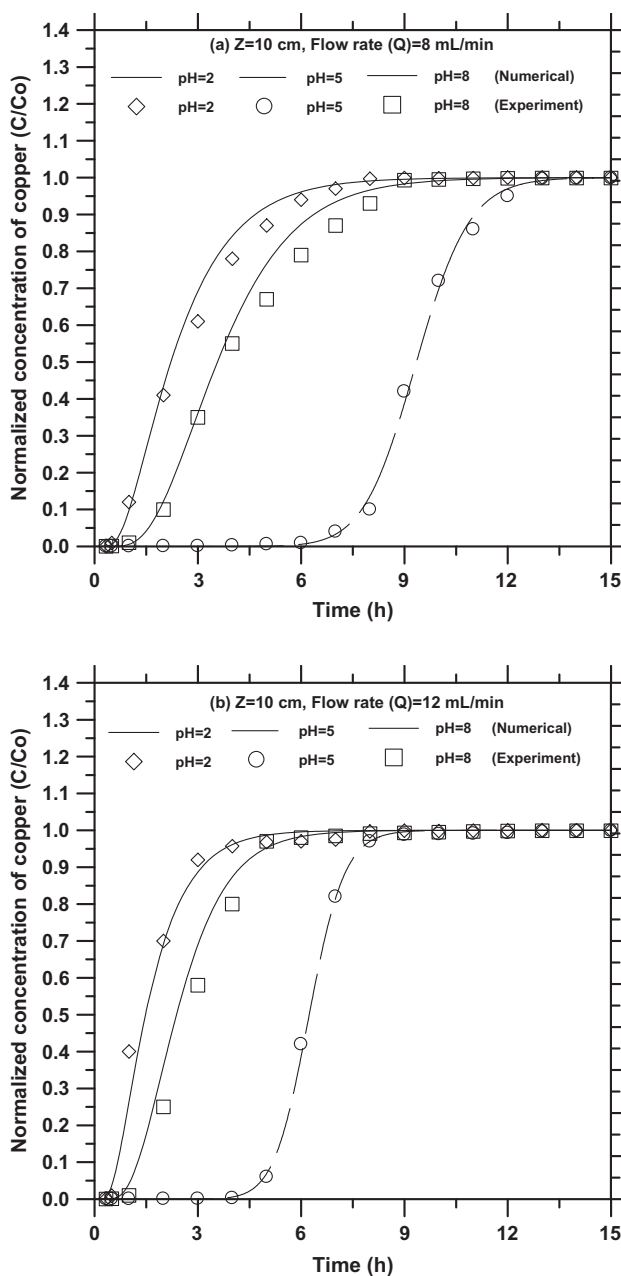 (a) Z=10 cm, Flow rate (Q)=8 mL/min
pH=2 pH=5 pH=8 (Numerical)
pH=2 pH=5 pH=8 (Experiment)
Normalized concentration of copper (C/Co)
1.4
1.3
1.2
1.1
1.0
0.9
0.8
0.7
0.6
0.5
0.4
0.3
0.2
0.1
0.0
0 3 6 9 12 15
Time (h)
(b) Z=10 cm, Flow rate (Q)=12 mL/min
pH=2 pH=5 pH=8 (Numerical)
pH=2 pH=5 pH=8 (Experiment)
Normalized concentration of copper (C/Co)
1.4
1.3
1.2
1.1
1.0
0.9
0.8
0.7
0.6
0.5
0.4
0.3
0.2
0.1
0.0
0 3 6 9 12 15
Time (h)